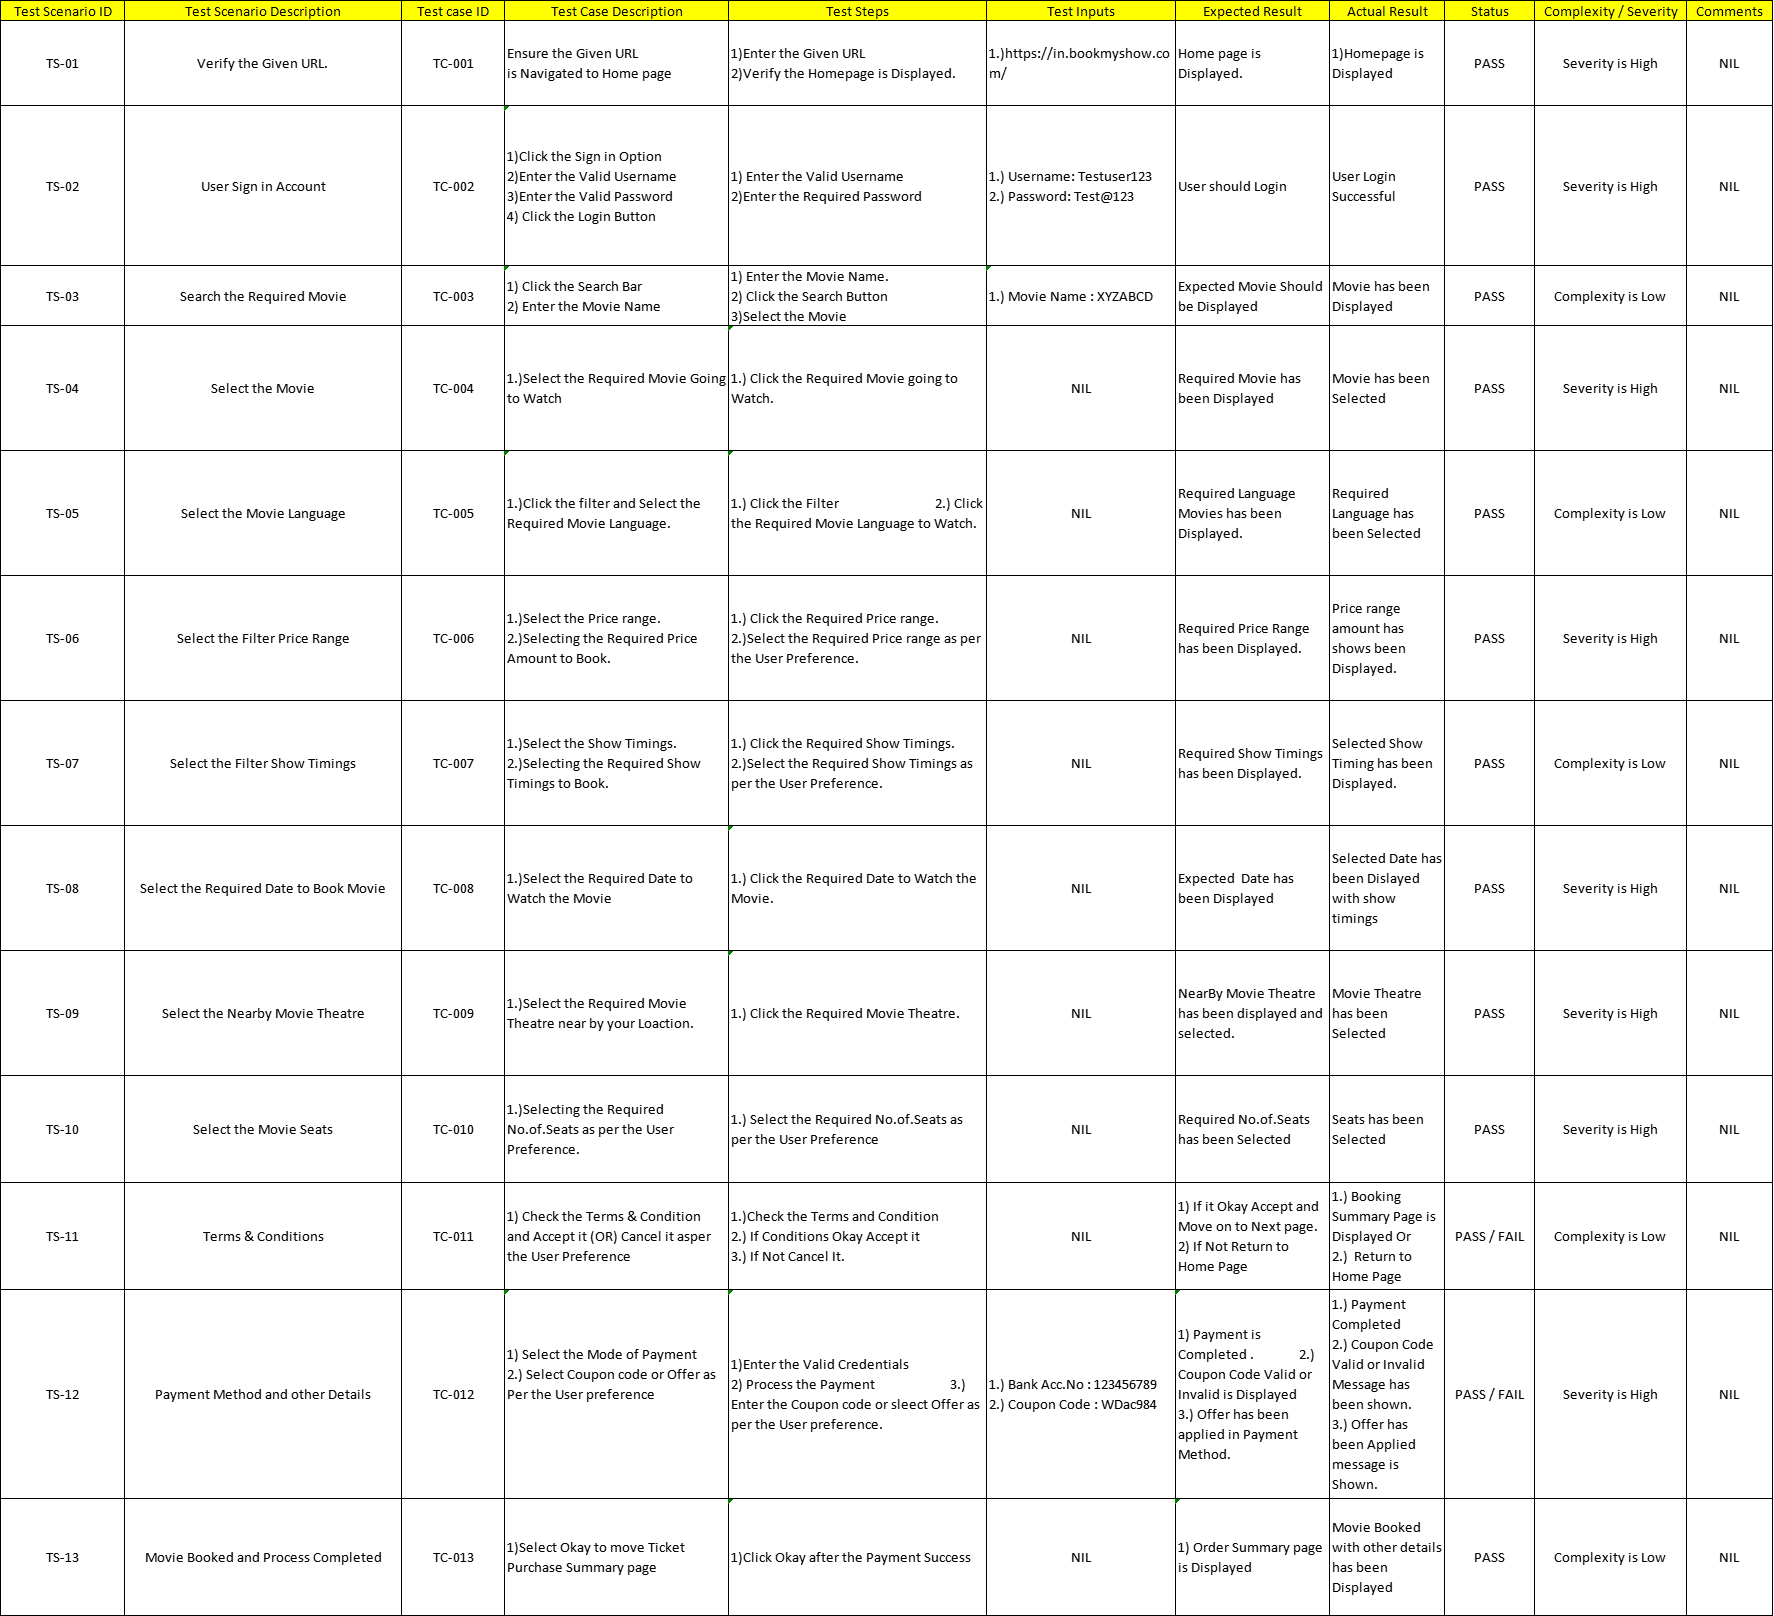 Test Scenario ID Test Scenario Description Test case ID Test Case Description Test Steps Test Inputs Expected Result Actual Result Status Complexity / Severity Comments
TS-01
Verify the Given URL.
TC-001
Ensure the Given URL
is Navigated to Home page
1)Enter the Given URL
2)Verify the Homepage is Displayed.
1.)https://in.bookmyshow.co
m/
Home page is
Displayed.
1)Homepage is
Displayed
PASS
Severity is High
NIL
TS-02
User Sign in Account
TC-002
1)Click the Sign in Option
2)Enter the Valid Username
3)Enter the Valid Password
4) Click the Login Button
1) Enter the Valid Username
2)Enter the Required Password
1.) Username: Testuser123
2.) Password: Test@123
User should Login
User Login
Successful
PASS
Severity is High
NIL
TS-03
Search the Required Movie
TC-003
1) Click the Search Bar
2) Enter the Movie Name
1) Enter the Movie Name.
2) Click the Search Button
3)Select the Movie
1.) Movie Name : XYZABCD
Expected Movie Should
be Displayed
Movie has been
Displayed
PASS
Complexity is Low
NIL
TS-04
Select the Movie
TC-004
1.)Select the Required Movie Going
to Watch
1.) Click the Required Movie going to
Watch.
NIL
Required Movie has
been Displayed
Movie has been
Selected
PASS
Severity is High
NIL
TS-05
Select the Movie Language
TC-005
1.)Click the filter and Select the
Required Movie Language.
1.) Click the Filter 2.) Click
the Required Movie Language to Watch.
NIL
Required Language
Movies has been
Displayed.
Required
Language has
been Selected
PASS
Complexity is Low
NIL
TS-06
Select the Filter Price Range
TC-006
1.)Select the Price range.
2.)Selecting the Required Price
Amount to Book.
1.) Click the Required Price range.
2.)Select the Required Price range as per
the User Preference.
NIL
Required Price Range
has been Displayed.
Price range
amount has
shows been
Displayed.
PASS
Severity is High
NIL
TS-07
Select the Filter Show Timings
TC-007
1.)Select the Show Timings.
2.)Selecting the Required Show
Timings to Book.
1.) Click the Required Show Timings.
2.)Select the Required Show Timings as
per the User Preference.
NIL
Required Show Timings
has been Displayed.
Selected Show
Timing has been
Displayed.
PASS
Complexity is Low
NIL
TS-08
Select the Required Date to Book Movie
TC-008
1.)Select the Required Date to
Watch the Movie
1.) Click the Required Date to Watch the
Movie.
NIL
Expected  Date has
been Displayed
Selected Date has
been Dislayed
with show
timings
PASS
Severity is High
NIL
TS-09
Select the Nearby Movie Theatre
TC-009
1.)Select the Required Movie
Theatre near by your Loaction.
1.) Click the Required Movie Theatre.
NIL
NearBy Movie Theatre
has been displayed and
selected.
Movie Theatre
has been
Selected
PASS
Severity is High
NIL
TS-10
Select the Movie Seats
TC-010
1.)Selecting the Required
No.of.Seats as per the User
Preference.
1.) Select the Required No.of.Seats as
per the User Preference
NIL
Required No.of.Seats
has been Selected
Seats has been
Selected
PASS
Severity is High
NIL
TS-11
Terms & Conditions
TC-011
1) Check the Terms & Condition
and Accept it (OR) Cancel it asper
the User Preference
1.)Check the Terms and Condition
2.) If Conditions Okay Accept it
3.) If Not Cancel It.
NIL
1) If it Okay Accept and
Move on to Next page.
2) If Not Return to
Home Page
1.) Booking
Summary Page is
Displayed Or
2.)  Return to
Home Page
PASS / FAIL
Complexity is Low
NIL
TS-12
Payment Method and other Details
TC-012
1) Select the Mode of Payment
2.) Select Coupon code or Offer as
Per the User preference
1)Enter the Valid Credentials
2) Process the Payment 3.)
Enter the Coupon code or sleect Offer as
per the User preference.
1.) Bank Acc.No : 123456789
2.) Coupon Code : WDac984
1) Payment is
Completed . 2.)
Coupon Code Valid or
Invalid is Displayed
3.) Offer has been
applied in Payment
Method.
1.) Payment
Completed
2.) Coupon Code
Valid or Invalid
Message has
been shown.
3.) Offer has
been Applied
message is
Shown.
PASS / FAIL
Severity is High
NIL
TS-13
Movie Booked and Process Completed
TC-013
1)Select Okay to move Ticket
Purchase Summary page
1)Click Okay after the Payment Success
NIL
1) Order Summary page
is Displayed
Movie Booked
with other details
has been
Displayed
PASS
Complexity is Low
NIL